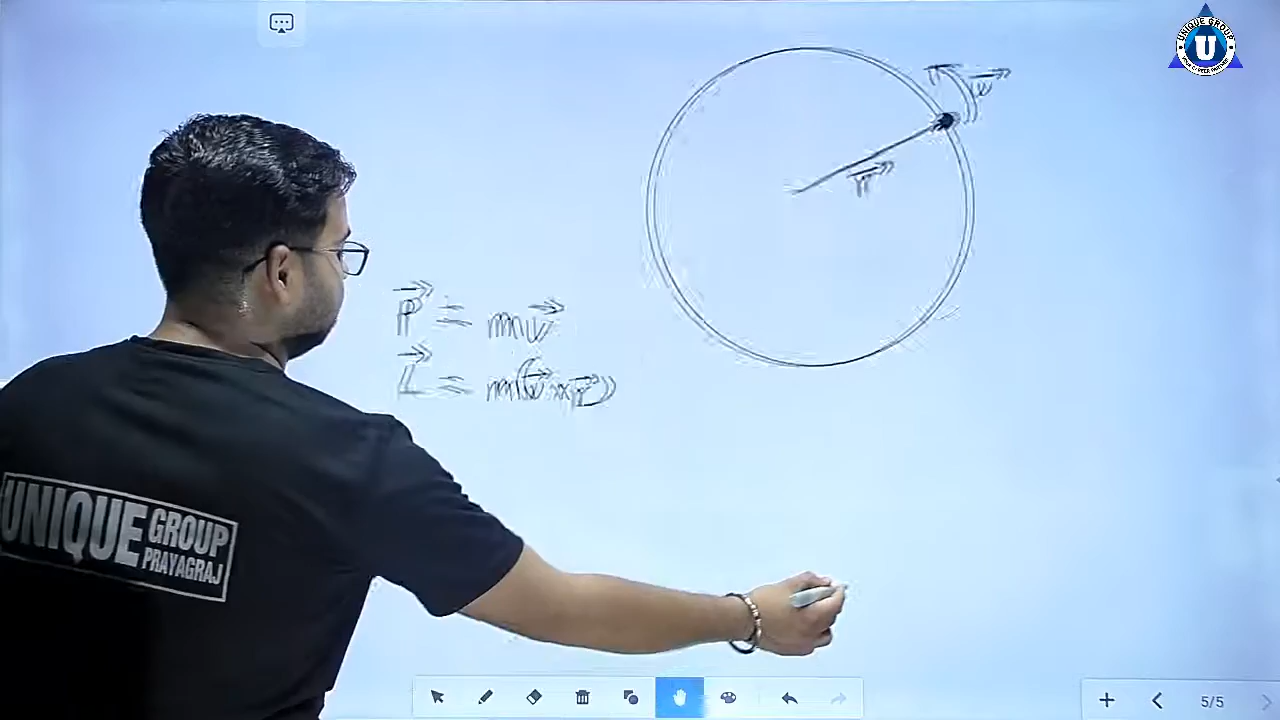 UNIQUE GROUP
U
v⃗
r⃗
P⃗ = mv⃗
L⃗ = m(v⃗ × r⃗)
UNIQUE GROUP
PRAYAGRAJ
5/5